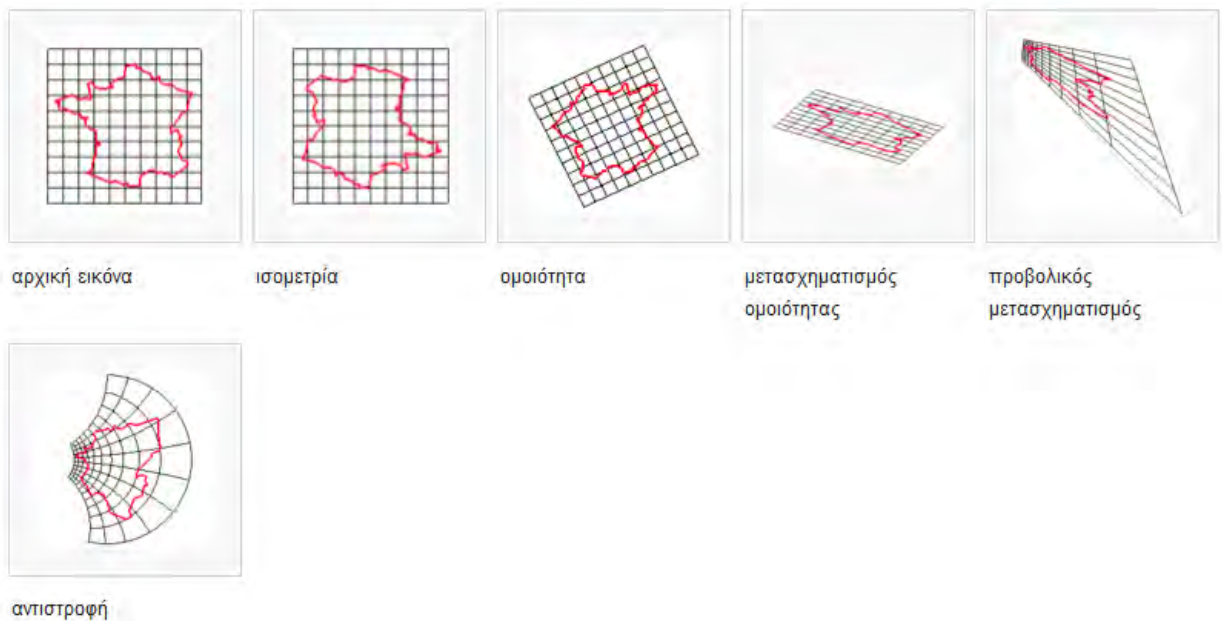 αρχική εικόνα
ισομετρία
ομοιότητα
μετασχηματισμός
ομοιότητας
προβολικός
μετασχηματισμός
αντιστροφή